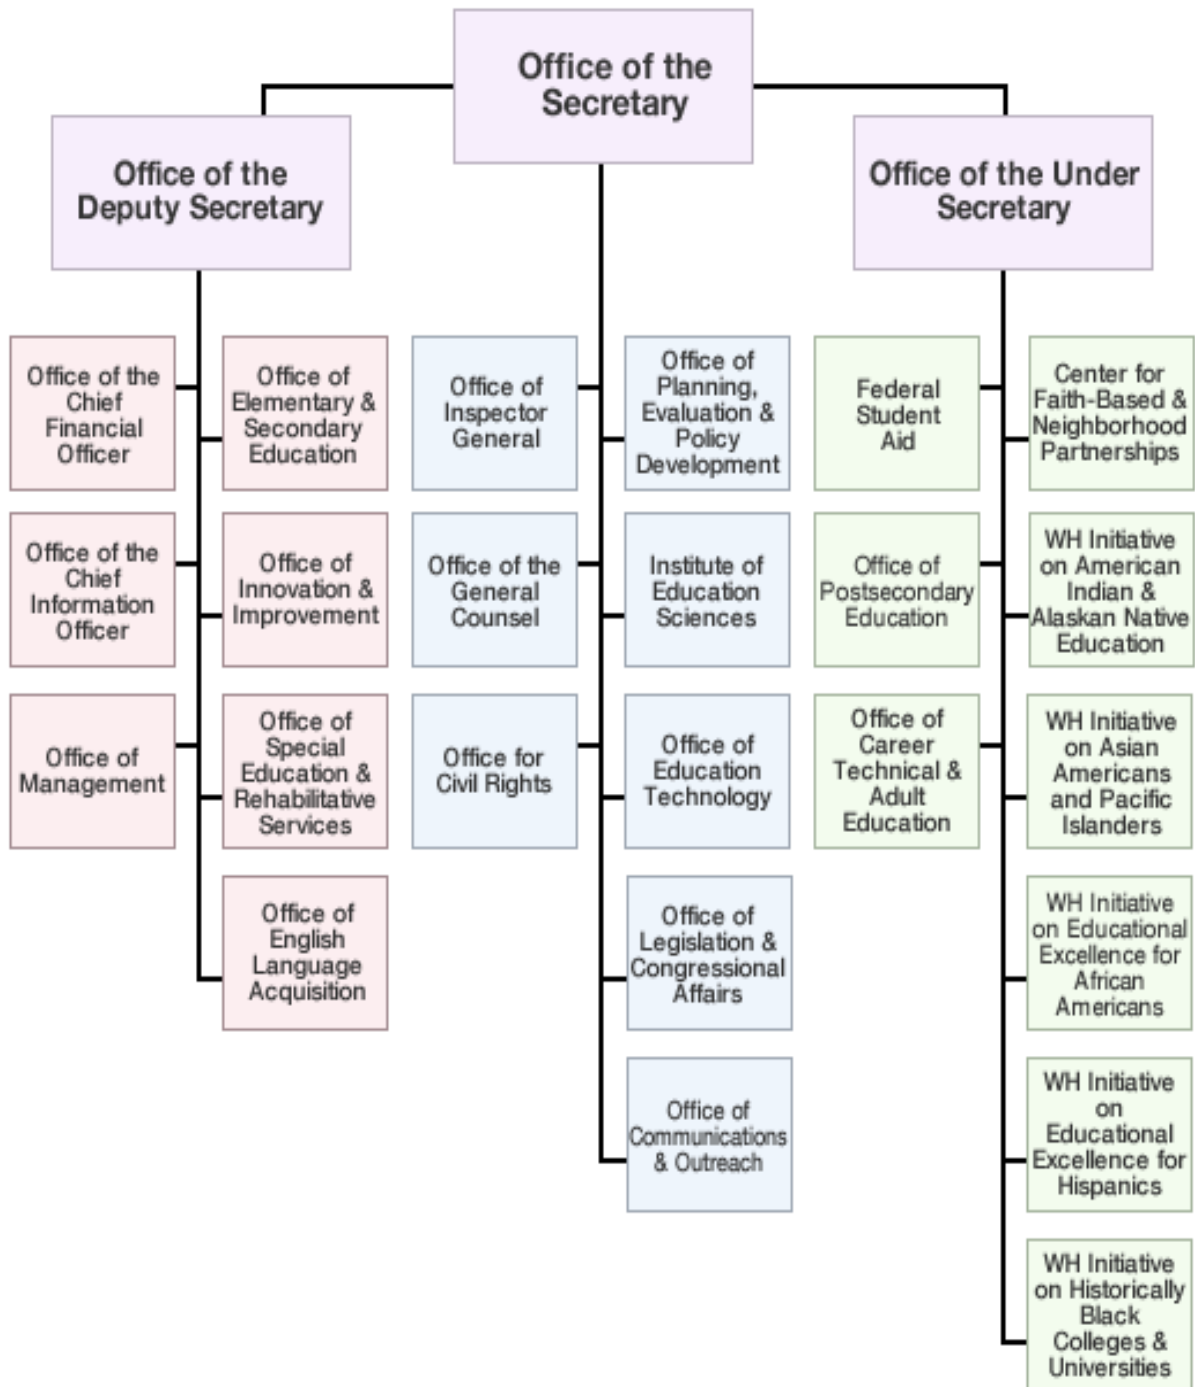 Office of the
Secretary
Office of the
Deputy Secretary
Office of the Under
Secretary
Office of the
Chief
Financial
Officer
Office of
Elementary &
Secondary
Education
Office of
Inspector
General
Office of
Planning,
Evaluation &
Policy
Development
Federal
Student
Aid
Center for
Faith-Based &
Neighborhood
Partnerships
Office of the
Chief
Information
Officer
Office of
Innovation &
Improvement
Office of the
General
Counsel
Institute of
Education
Sciences
Office of
Postsecondary
Education
WH Initiative
on American
Indian &
Alaskan Native
Education
Office of
Management
Office of
Special
Education &
Rehabilitative
Services
Office for
Civil Rights
Office of
Education
Technology
Office of
Career
Technical &
Adult
Education
WH Initiative
on Asian
Americans
and Pacific
Islanders
Office of
English
Language
Acquisition
Office of
Legislation &
Congressional
Affairs
WH Initiative
on Educational
Excellence for
African
Americans
Office of
Communications
& Outreach
WH Initiative
on
Educational
Excellence for
Hispanics
WH Initiative
on Historically
Black
Colleges &
Universities